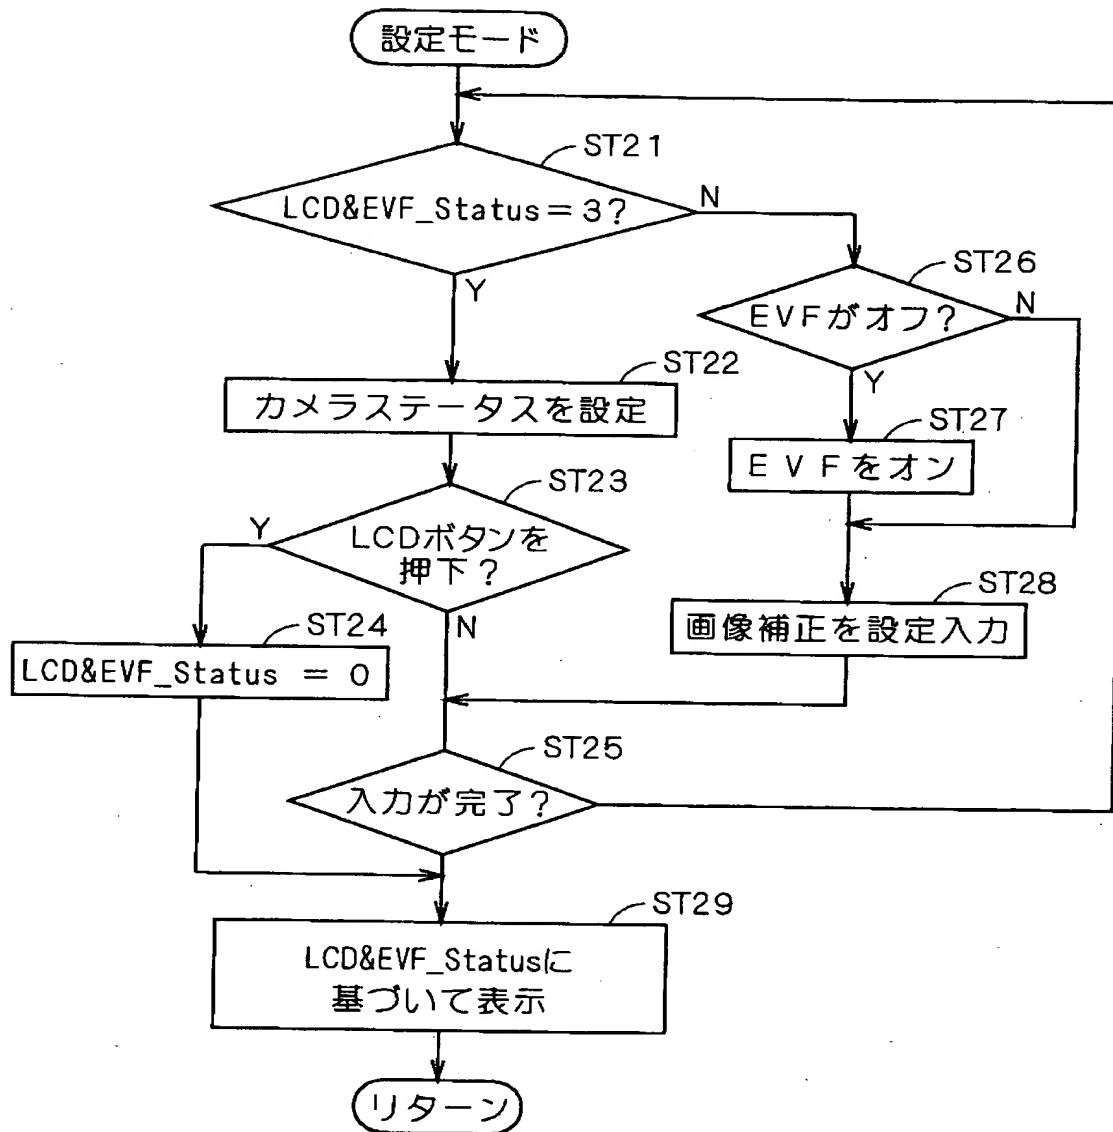 設定モード
ST21
LCD&EVF_Status=3?
N
Y
ST26
EVFがオフ?
N
Y
ST22
カメラステータスを設定
ST27
EVFをオン
ST23
Y
LCDボタンを
押下?
N
ST28
画像補正を設定入力
ST24
LCD&EVF_Status = 0
ST25
入力が完了?
ST29
LCD&EVF_Statusに
基づいて表示
リターン